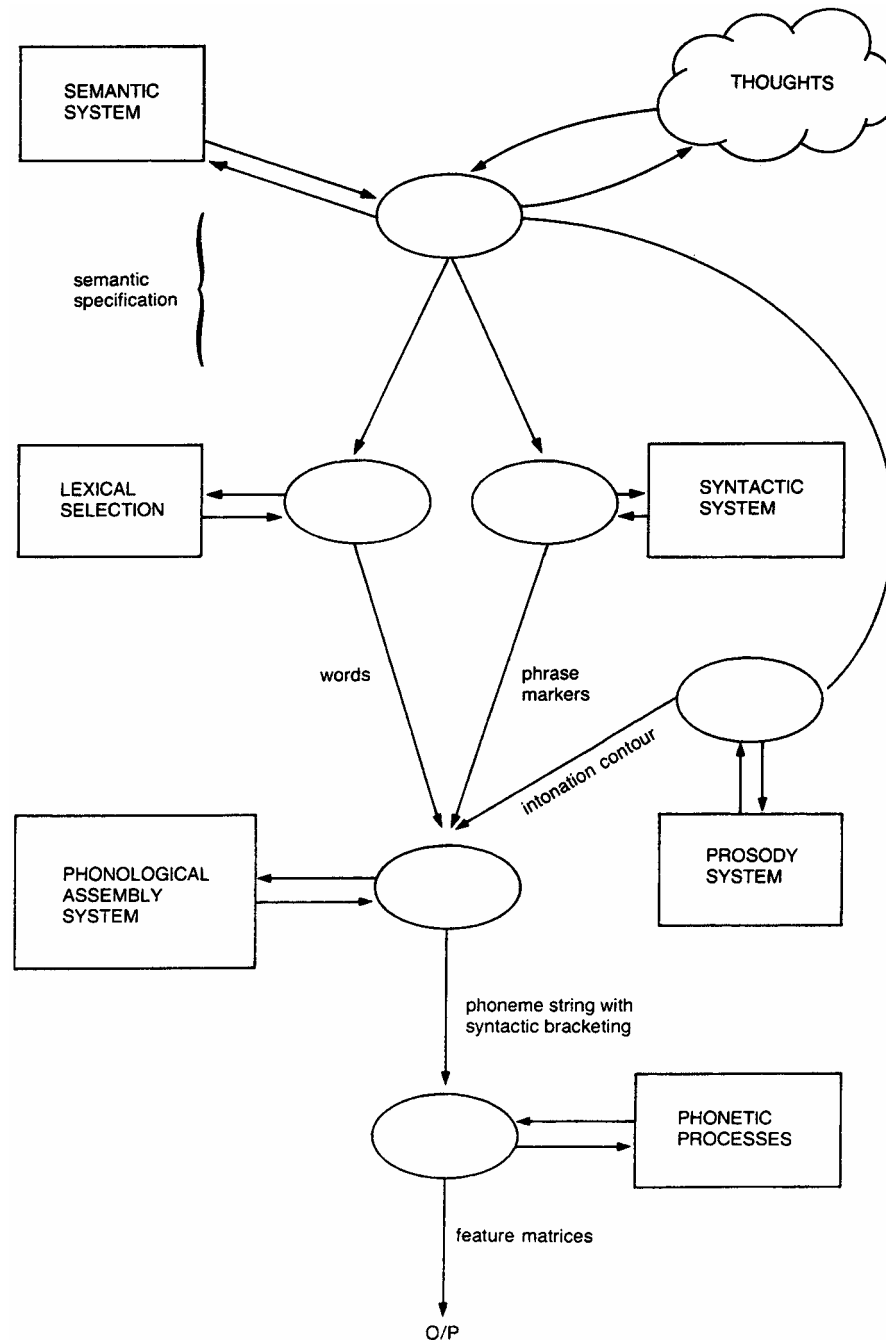 SEMANTIC
SYSTEM
THOUGHTS
semantic
specification
LEXICAL
SELECTION
SYNTACTIC
SYSTEM
words
phrase
markers
intonation contour
PHONOLOGICAL
ASSEMBLY
SYSTEM
PROSODY
SYSTEM
phoneme string with
syntactic bracketing
PHONETIC
PROCESSES
feature matrices
O/P